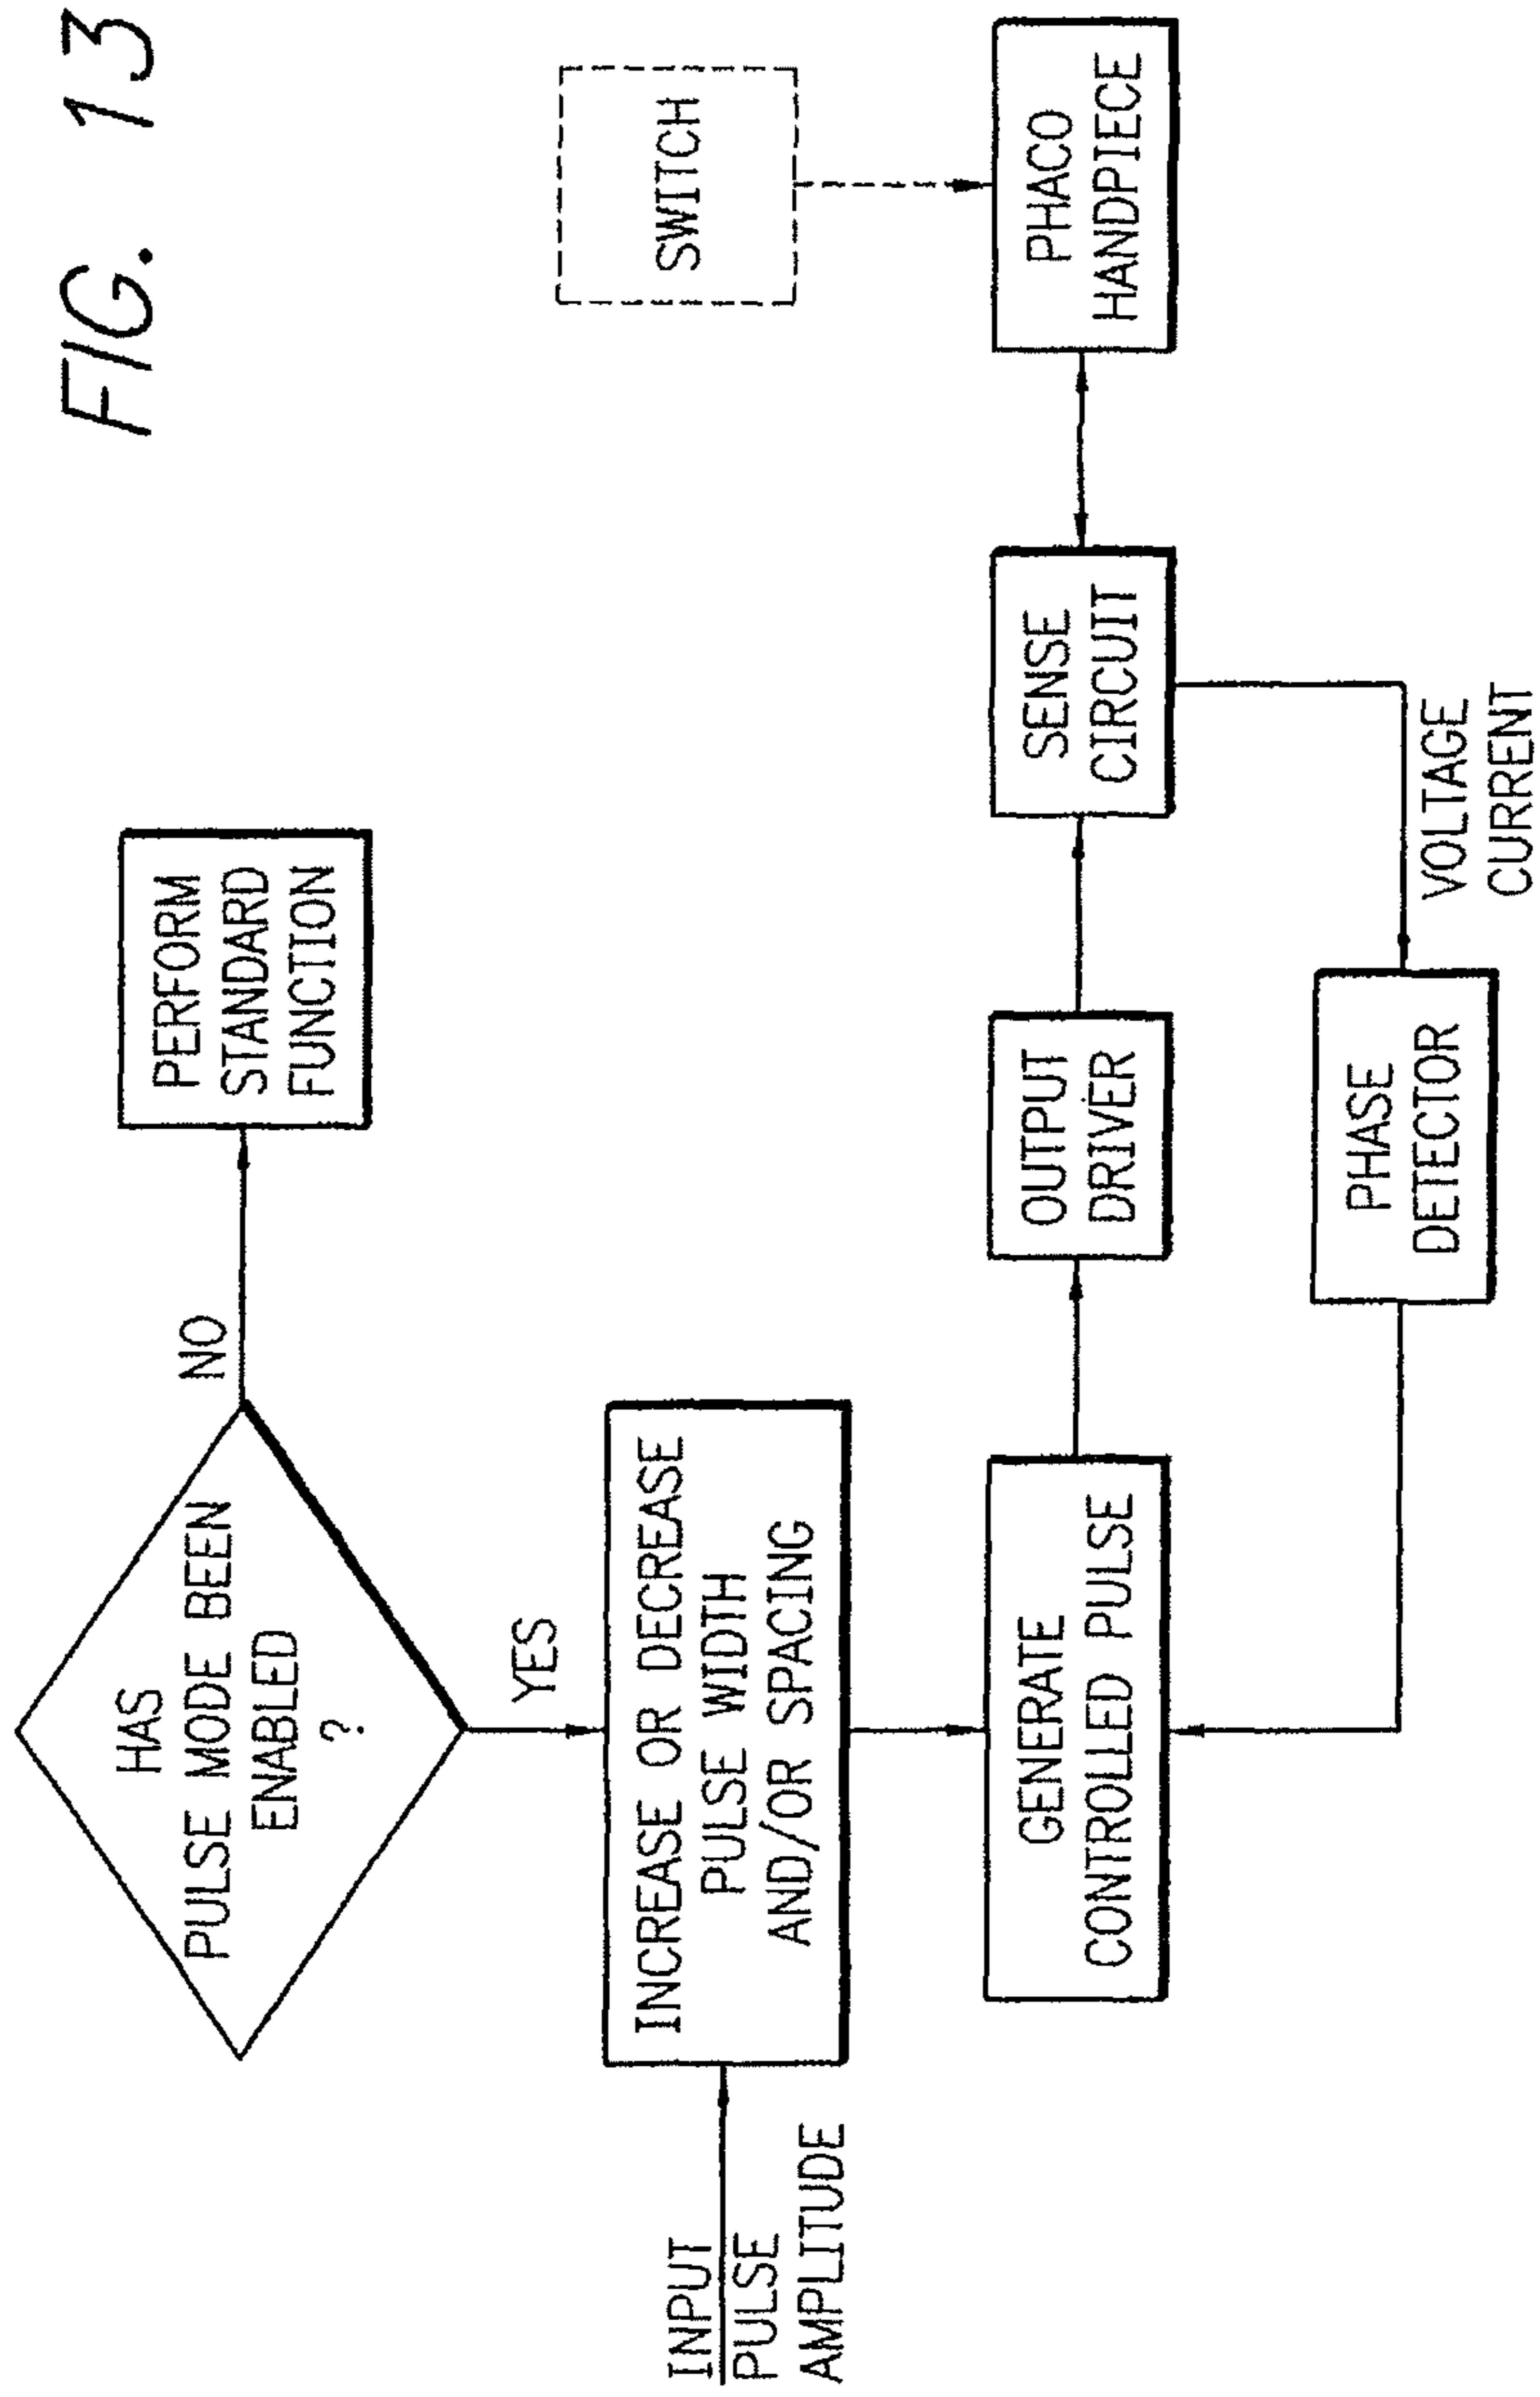 FIG. 13
HAS
PULSE MODE BEEN
ENABLED
?
NO
PERFORM
STANDARD
FUNCTION
YES
INPUT
PULSE
AMPLITUDE
INCREASE OR DECREASE
PULSE WIDTH
AND/OR SPACING
SWITCH
GENERATE
CONTROLLED PULSE
OUTPUT
DRIVER
SENSE
CIRCUIT
PHACO
HANDPIECE
PHASE
DETECTOR
VOLTAGE
CURRENT